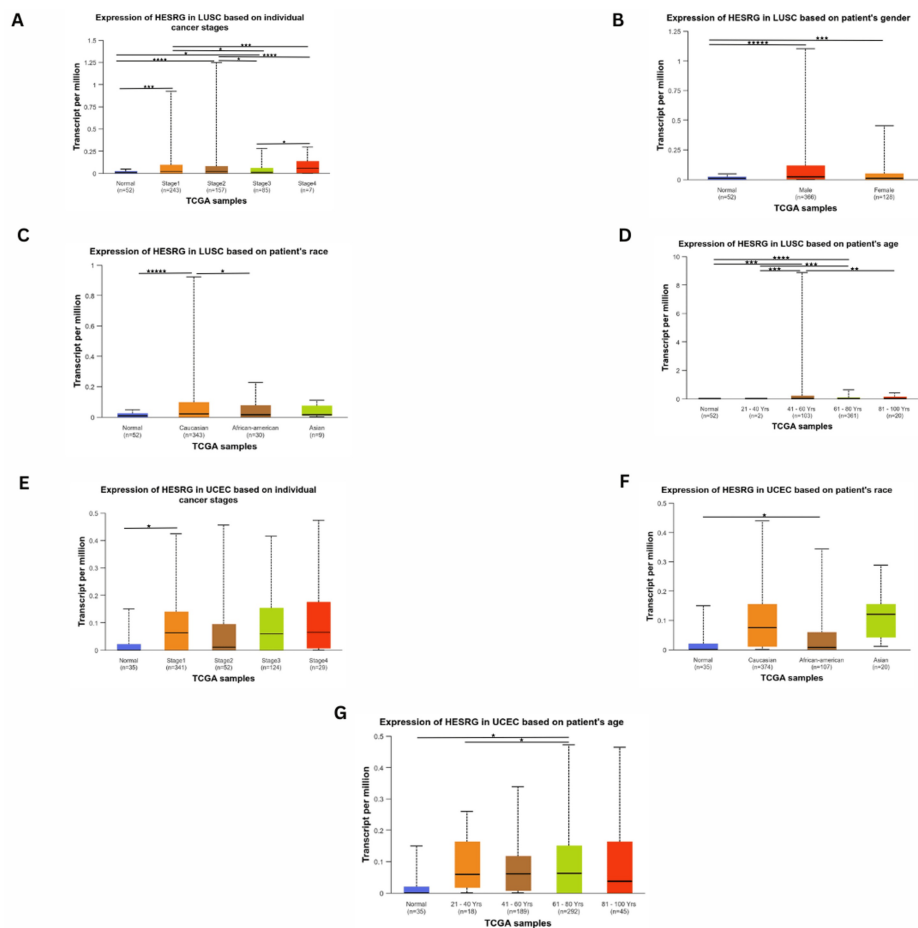 A
Expression of HESRG in LUSC based on individual
cancer stages
Transcript per million
1.5
1.25
1
0.75
0.5
0.25
0
***
*
*
****
****
*
***
*
Normal
(n=52)
Stage1
(n=243)
Stage2
(n=157)
Stage3
(n=85)
Stage4
(n=7)
TCGA samples
B
Expression of HESRG in LUSC based on patient's gender
Transcript per million
1.25
1
0.75
0.5
0.25
0
***
*****
Normal
(n=52)
Male
(n=366)
Female
(n=128)
TCGA samples
C
Expression of HESRG in LUSC based on patient's race
Transcript per million
1
0.8
0.6
0.4
0.2
0
*****
*
Normal
(n=52)
Caucasian
(n=343)
African-american
(n=30)
Asian
(n=9)
TCGA samples
D
Expression of HESRG in LUSC based on patient's age
Transcript per million
10
8
6
4
2
0
****
***
***
***
**
Normal
(n=52)
21 - 40 Yrs
(n=2)
41 - 60 Yrs
(n=103)
61 - 80 Yrs
(n=361)
81 - 100 Yrs
(n=20)
TCGA samples
E
Expression of HESRG in UCEC based on individual
cancer stages
Transcript per million
0.5
0.4
0.3
0.2
0.1
0
*
Normal
(n=35)
Stage1
(n=341)
Stage2
(n=52)
Stage3
(n=124)
Stage4
(n=29)
TCGA samples
F
Expression of HESRG in UCEC based on patient's race
Transcript per million
0.5
0.4
0.3
0.2
0.1
0
*
Normal
(n=35)
Caucasian
(n=374)
African-american
(n=107)
Asian
(n=20)
TCGA samples
G
Expression of HESRG in UCEC based on patient's age
Transcript per million
0.5
0.4
0.3
0.2
0.1
0
*
*
Normal
(n=35)
21 - 40 Yrs
(n=18)
41 - 60 Yrs
(n=189)
61 - 80 Yrs
(n=292)
81 - 100 Yrs
(n=45)
TCGA samples